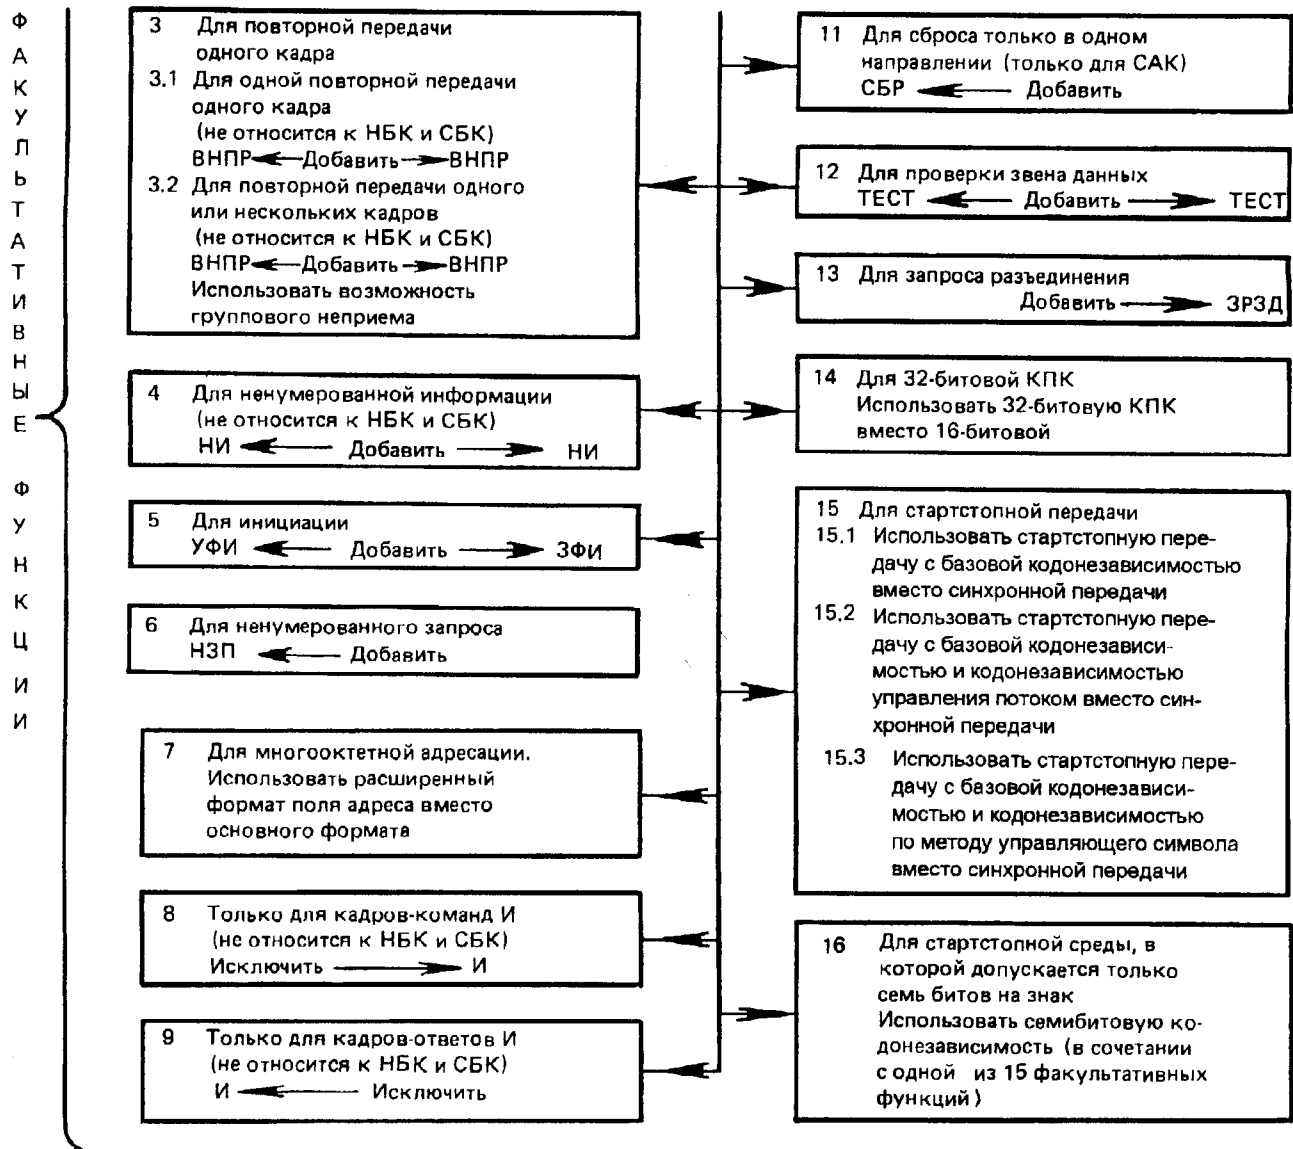 ФАКУЛЬТАТИВНЫЕ ФУНКЦИИ
3 Для повторной передачи
одного кадра
3.1 Для одной повторной передачи
одного кадра
(не относится к НБК и СБК)
ВНПР Добавить ВНПР
3.2 Для повторной передачи одного
или нескольких кадров
(не относится к НБК и СБК)
ВНПР Добавить ВНПР
Использовать возможность
группового неприема
4 Для ненумерованной информации
(не относится к НБК и СБК)
НИ Добавить НИ
5 Для инициации
УФИ Добавить ЗФИ
6 Для ненумерованного запроса
НЗП Добавить
7 Для многооктетной адресации.
Использовать расширенный
формат поля адреса вместо
основного формата
8 Только для кадров-команд И
(не относится к НБК и СБК)
Исключить И
9 Только для кадров-ответов И
(не относится к НБК и СБК)
И Исключить
11 Для сброса только в одном
направлении (только для САК)
СБР Добавить
12 Для проверки звена данных
ТЕСТ Добавить ТЕСТ
13 Для запроса разъединения
Добавить ЗРЗД
14 Для 32-битовой КПК
Использовать 32-битовую КПК
вместо 16-битовой
15 Для стартстопной передачи
15.1 Использовать стартстопную пере-
дачу с базовой кодонезависимостью
вместо синхронной передачи
15.2 Использовать стартстопную пере-
дачу с базовой кодонезависи-
мостью и кодонезависимостью
управления потоком вместо син-
хронной передачи
15.3 Использовать стартстопную пере-
дачу с базовой кодонезависи-
мостью и кодонезависимостью
по методу управляющего символа
вместо синхронной передачи
16 Для стартстопной среды, в
которой допускается только
семь битов на знак
Использовать семибитовую ко-
донезависимость (в сочетании
с одной из 15 факультативных
функций)